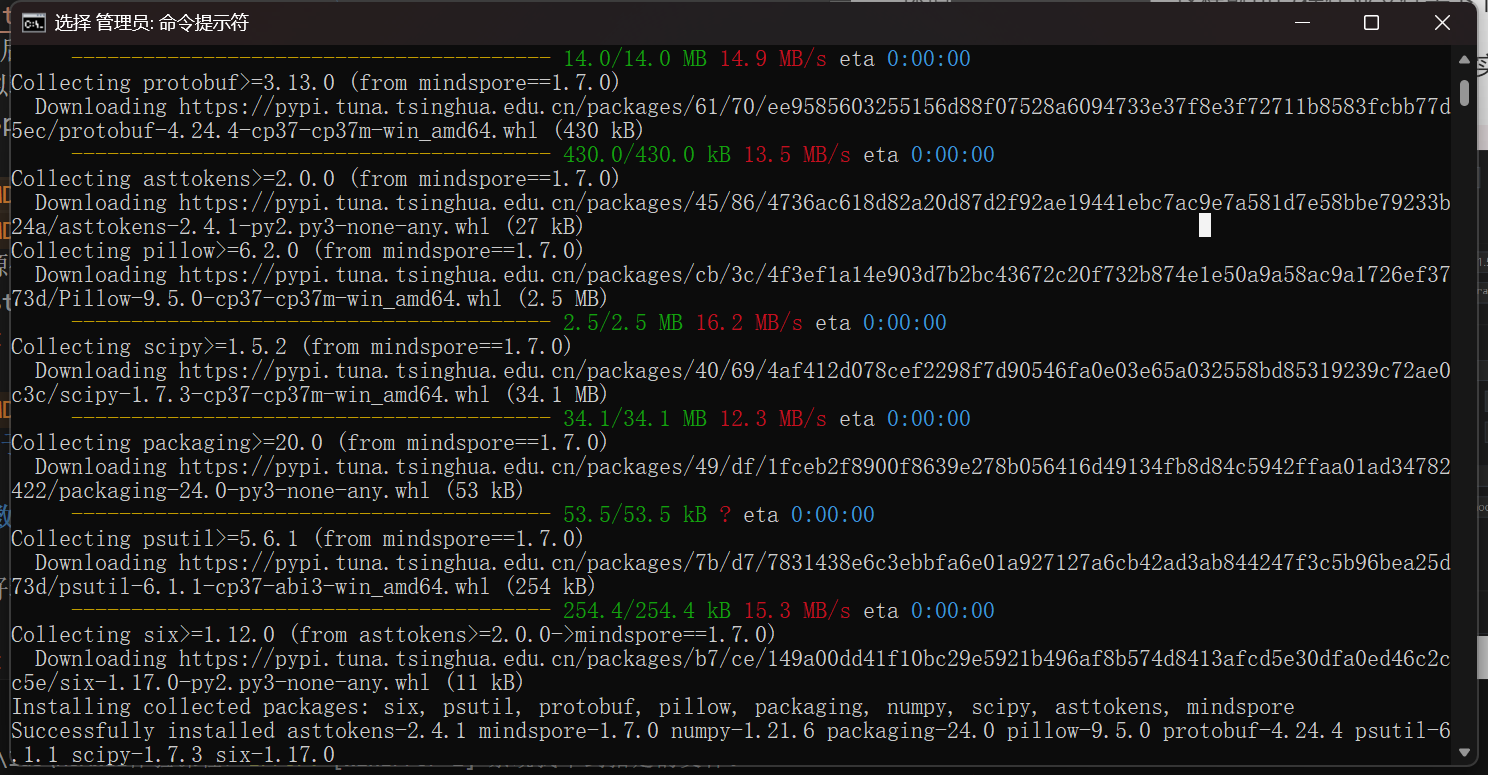 选择 管理员: 命令提示符
---------------------------------------- 14.0/14.0 MB 14.9 MB/s eta 0:00:00
Collecting protobuf>=3.13.0 (from mindspore==1.7.0)
Downloading https://pypi.tuna.tsinghua.edu.cn/packages/61/70/ee9585603255156d88f07528a6094733e37f8e3f72711b8583fcbb77d
5ec/protobuf-4.24.4-cp37-cp37m-win_amd64.whl (430 kB)
---------------------------------------- 430.0/430.0 kB 13.5 MB/s eta 0:00:00
Collecting asttokens>=2.0.0 (from mindspore==1.7.0)
Downloading https://pypi.tuna.tsinghua.edu.cn/packages/45/86/4736ac618d82a20d87d2f92ae19441ebc7ac9e7a581d7e58bbe79233b
24a/asttokens-2.4.1-py2.py3-none-any.whl (27 kB)
Collecting pillow>=6.2.0 (from mindspore==1.7.0)
Downloading https://pypi.tuna.tsinghua.edu.cn/packages/cb/3c/4f3ef1a14e903d7b2bc43672c20f732b874e1e50a9a58ac9a1726ef37
73d/Pillow-9.5.0-cp37-cp37m-win_amd64.whl (2.5 MB)
---------------------------------------- 2.5/2.5 MB 16.2 MB/s eta 0:00:00
Collecting scipy>=1.5.2 (from mindspore==1.7.0)
Downloading https://pypi.tuna.tsinghua.edu.cn/packages/40/69/4af412d078cef2298f7d90546fa0e03e65a032558bd85319239c72ae0
c3c/scipy-1.7.3-cp37-cp37m-win_amd64.whl (34.1 MB)
---------------------------------------- 34.1/34.1 MB 12.3 MB/s eta 0:00:00
Collecting packaging>=20.0 (from mindspore==1.7.0)
Downloading https://pypi.tuna.tsinghua.edu.cn/packages/49/df/1fceb2f8900f8639e278b056416d49134fb8d84c5942ffaa01ad34782
422/packaging-24.0-py3-none-any.whl (53 kB)
---------------------------------------- 53.5/53.5 kB ? eta 0:00:00
Collecting psutil>=5.6.1 (from mindspore==1.7.0)
Downloading https://pypi.tuna.tsinghua.edu.cn/packages/7b/d7/7831438e6c3ebbfa6e01a927127a6cb42ad3ab844247f3c5b96bea25d
73d/psutil-6.1.1-cp37-abi3-win_amd64.whl (254 kB)
---------------------------------------- 254.4/254.4 kB 15.3 MB/s eta 0:00:00
Collecting six>=1.12.0 (from asttokens>=2.0.0->mindspore==1.7.0)
Downloading https://pypi.tuna.tsinghua.edu.cn/packages/b7/ce/149a00dd41f10bc29e5921b496af8b574d8413afcd5e30dfa0ed46c2c
c5e/six-1.17.0-py2.py3-none-any.whl (11 kB)
Installing collected packages: six, psutil, protobuf, pillow, packaging, numpy, scipy, asttokens, mindspore
Successfully installed asttokens-2.4.1 mindspore-1.7.0 numpy-1.21.6 packaging-24.0 pillow-9.5.0 protobuf-4.24.4 psutil-6
.1.1 scipy-1.7.3 six-1.17.0